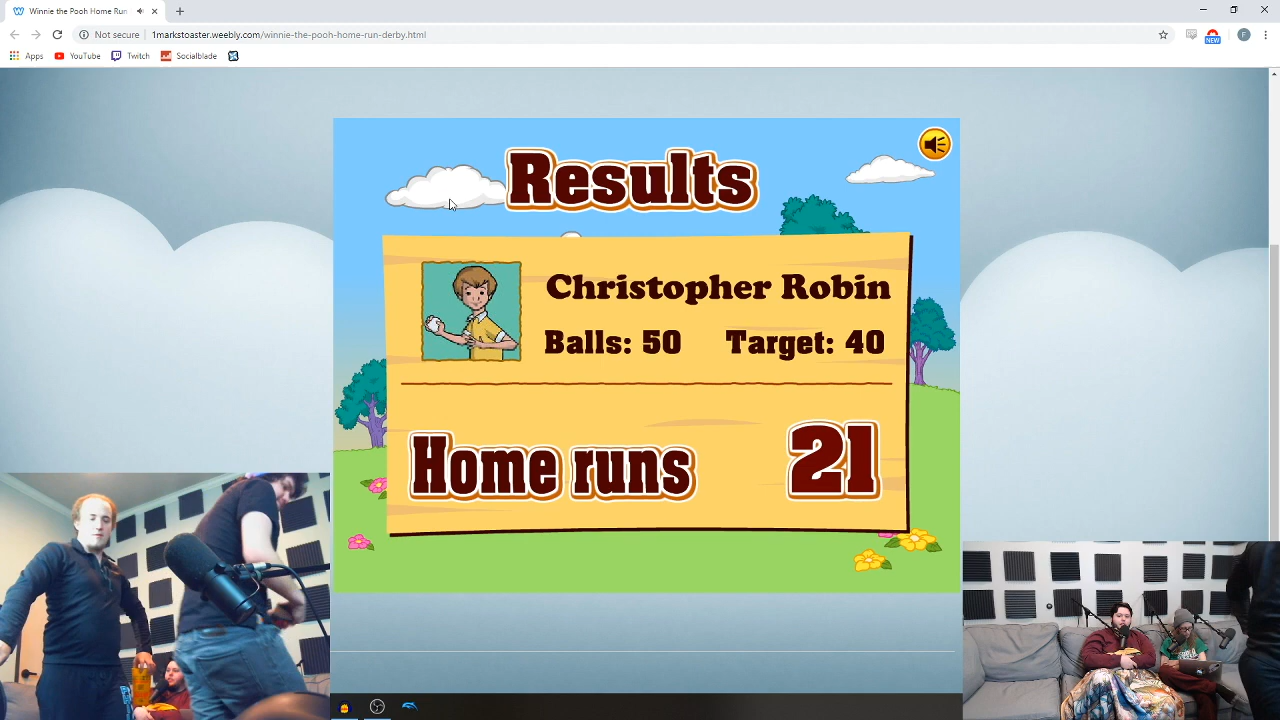 Winnie the Pooh Home Run
Not secure
1markstoaster.weebly.com/winnie-the-pooh-home-run-derby.html
NEW
F
Apps
YouTube
Twitch
Socialblade
Results
Christopher Robin
Balls: 50 Target: 40
Home runs 21